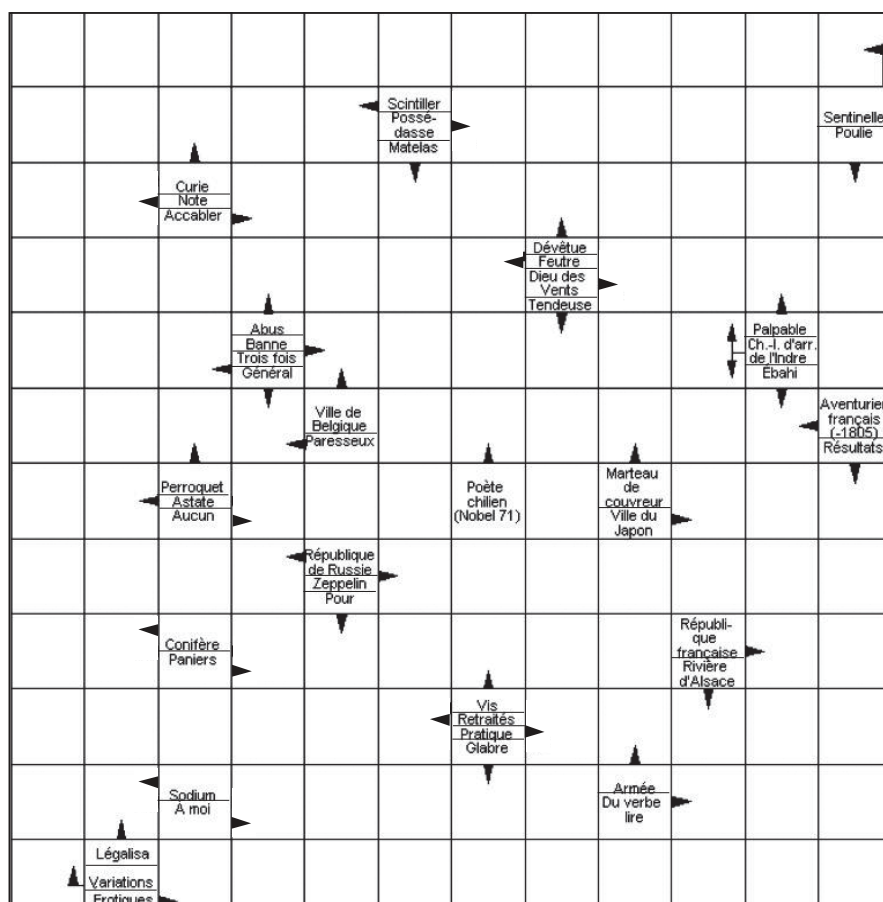 Scintiller
Possé-
dasse
Matelas
Sentinelle
Poulie
Curie
Note
Accabler
Dévêtue
Feutre
Dieu des
Vents
Tendeuse
Abus
Banne
Trois fois
Général
Palpable
Ch.-l. d'arr.
de l'Indre
Ebahi
Ville de
Belgique
Paresseux
Aventurier
français
(-1805)
Résultats
Perroquet
Astate
Aucun
Poète
chilien
(Nobel 71)
Marteau
de
couvreur
Ville du
Japon
République
de Russie
Zeppelin
Pour
Conifère
Paniers
Républi-
que
française
Rivière
d'Alsace
Vis
Retraités
Pratique
Glabre
Sodium
A moi
Armée
Du verbe
lire
Légalisa
Variations
Erotiques